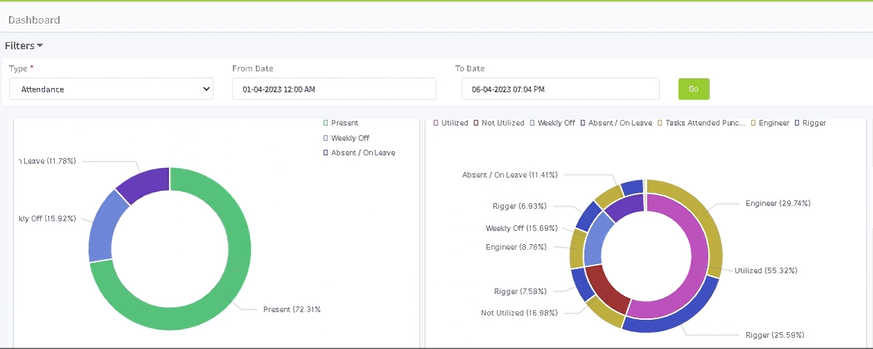 Dashboard
Filters
Type *
From Date
To Date
Attendance
01-04-2023 12:00 AM
06-04-2023 07:04 PM
Go
Present
Weekly Off
Absent / On Leave
Leave (11.78%)
kly Off (15.92%)
Present (72.31%
Utilized
Not Utilized
Weekly Off
Absent / On Leave
Tasks Attended Punc...
Engineer
Rigger
Absent / On Leave (11.41%)
Rigger (6.93%)
Weekly Off (15.69%)
Engineer (8.76%)
Rigger (7.58%)
Not Utilized (16.98%)
Engineer (29.74%)
Utilized (55.32%)
Rigger (25.59%)